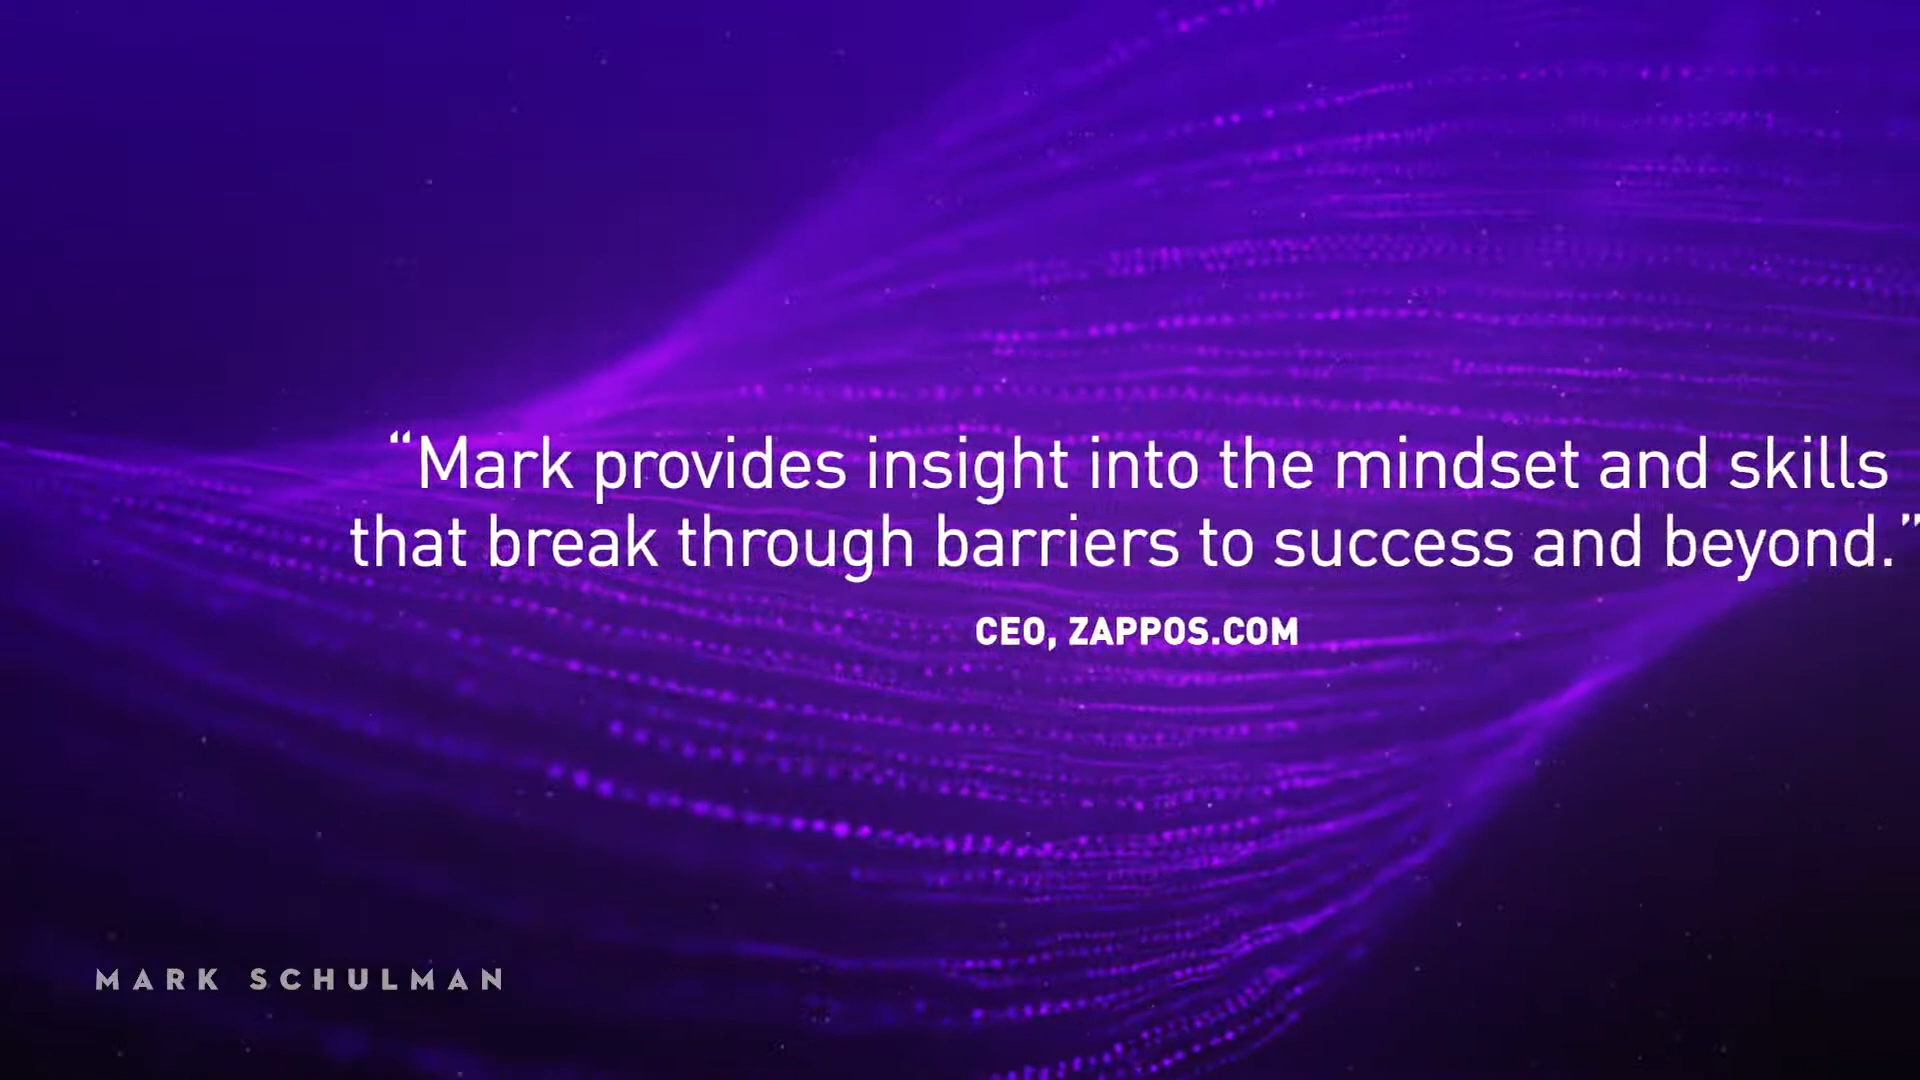 “Mark provides insight into the mindset and skills
that break through barriers to success and beyond.”
CEO, ZAPPOS.COM
MARK SCHULMAN